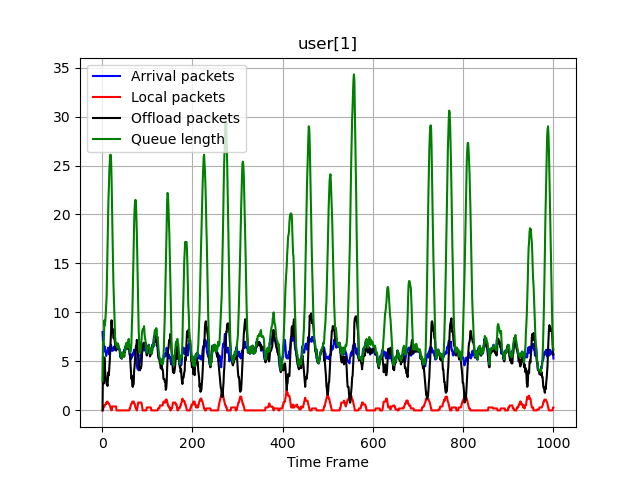 user[1]
Arrival packets
Local packets
Offload packets
Queue length
35
30
25
20
15
10
5
0
0 200 400 600 800 1000
Time Frame